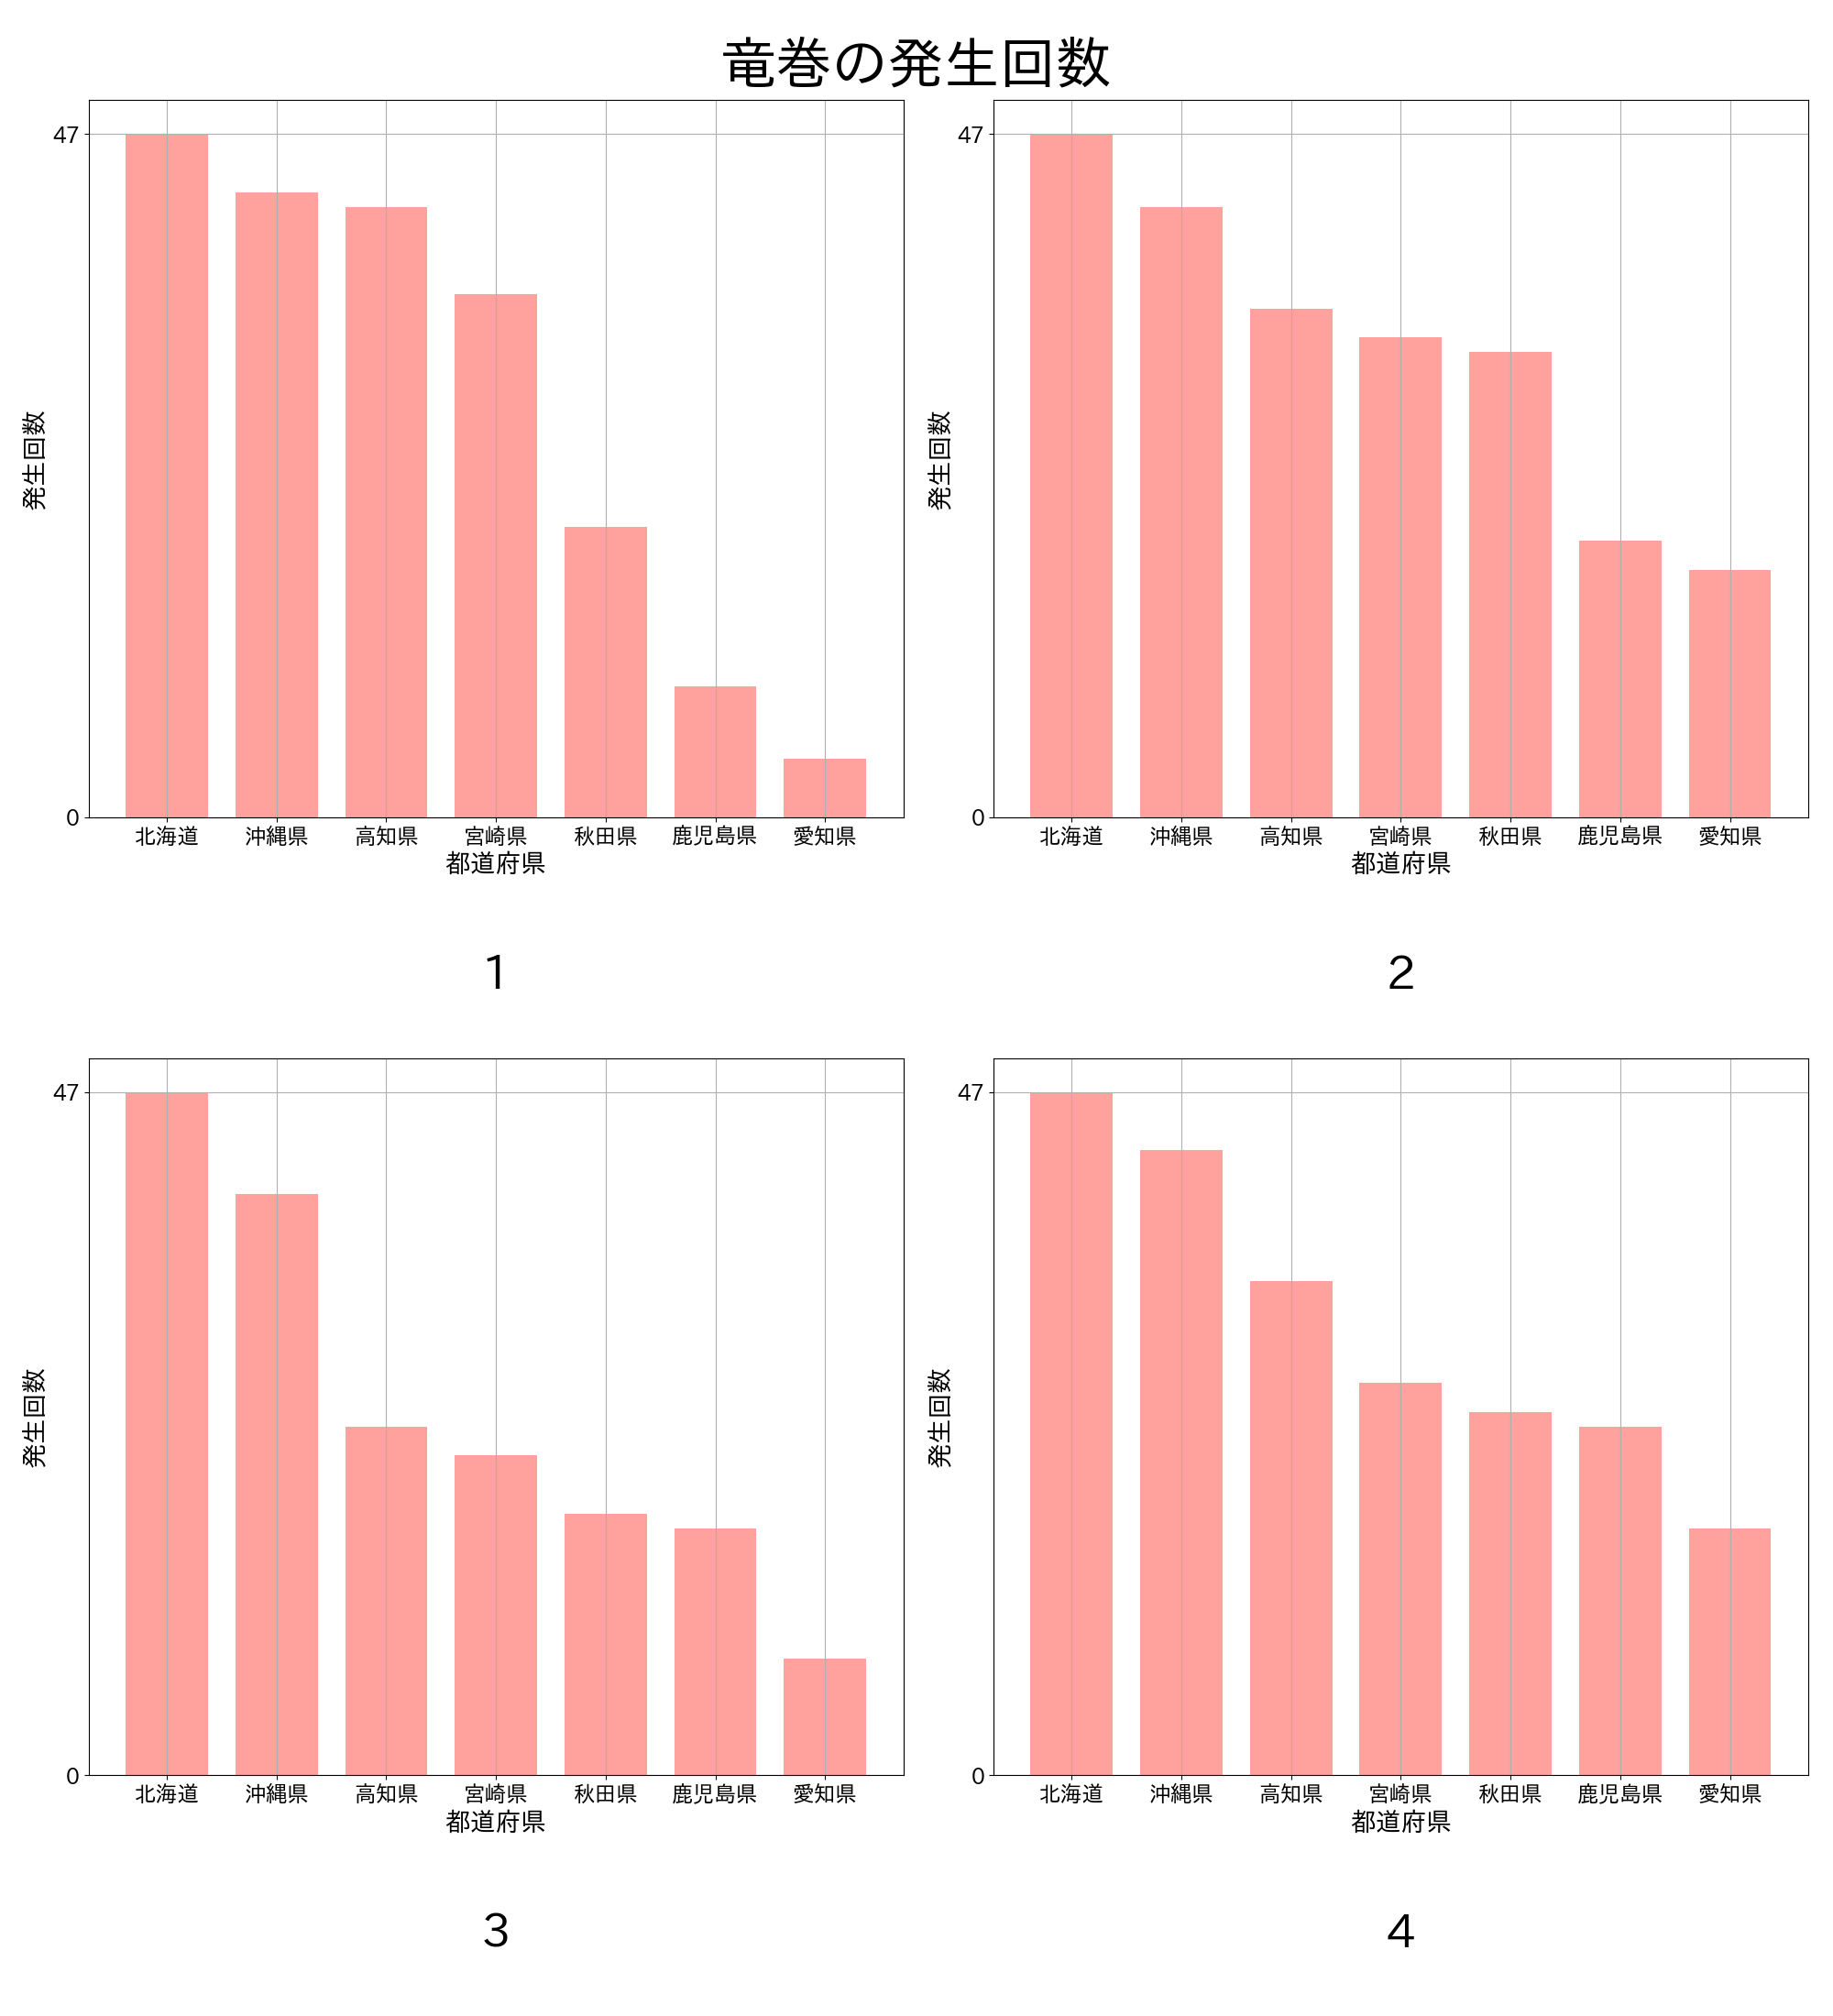 竜巻の発生回数
47
0
発生回数
北海道 沖縄県 高知県 宮崎県 秋田県 鹿児島県 愛知県
都道府県
1
47
0
発生回数
北海道 沖縄県 高知県 宮崎県 秋田県 鹿児島県 愛知県
都道府県
2
47
0
発生回数
北海道 沖縄県 高知県 宮崎県 秋田県 鹿児島県 愛知県
都道府県
3
47
0
発生回数
北海道 沖縄県 高知県 宮崎県 秋田県 鹿児島県 愛知県
都道府県
4